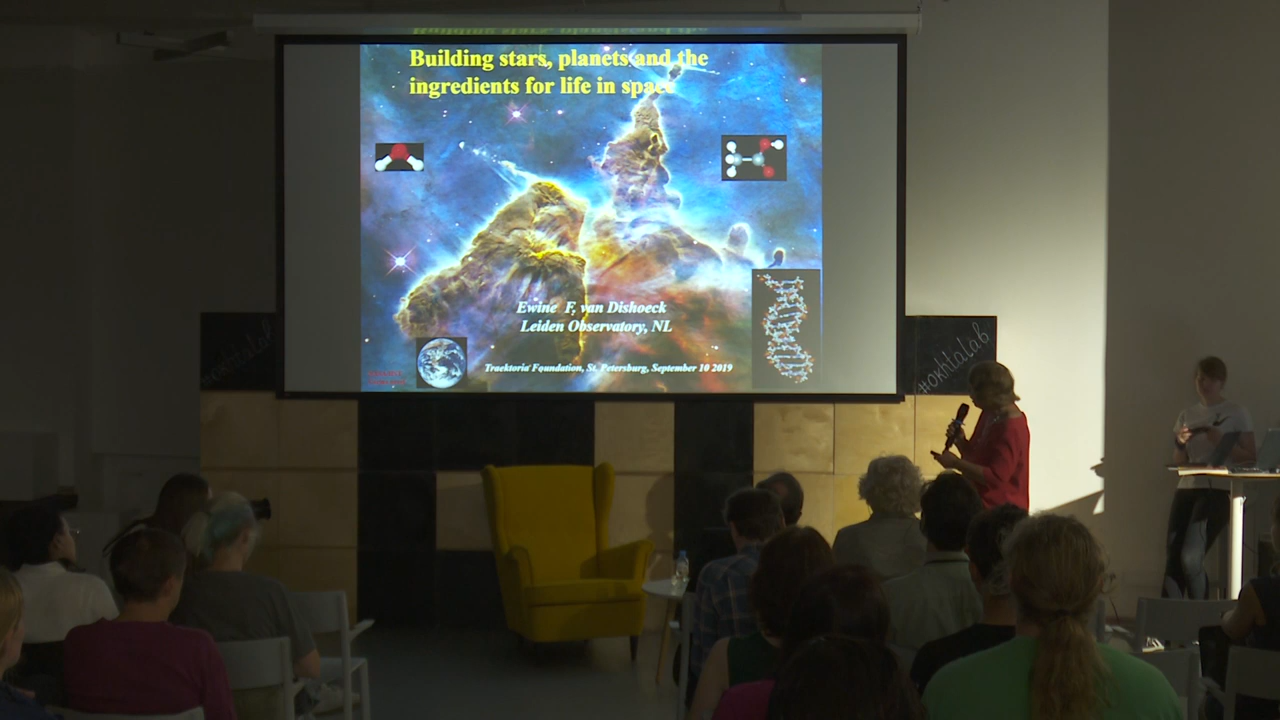 Building stars, planets and the
ingredients for life in space
Ewine F, van Dishoeck
Leiden Observatory, NL
Traektoria Foundation, St. Petersburg, September 10 2019
#okhtalab